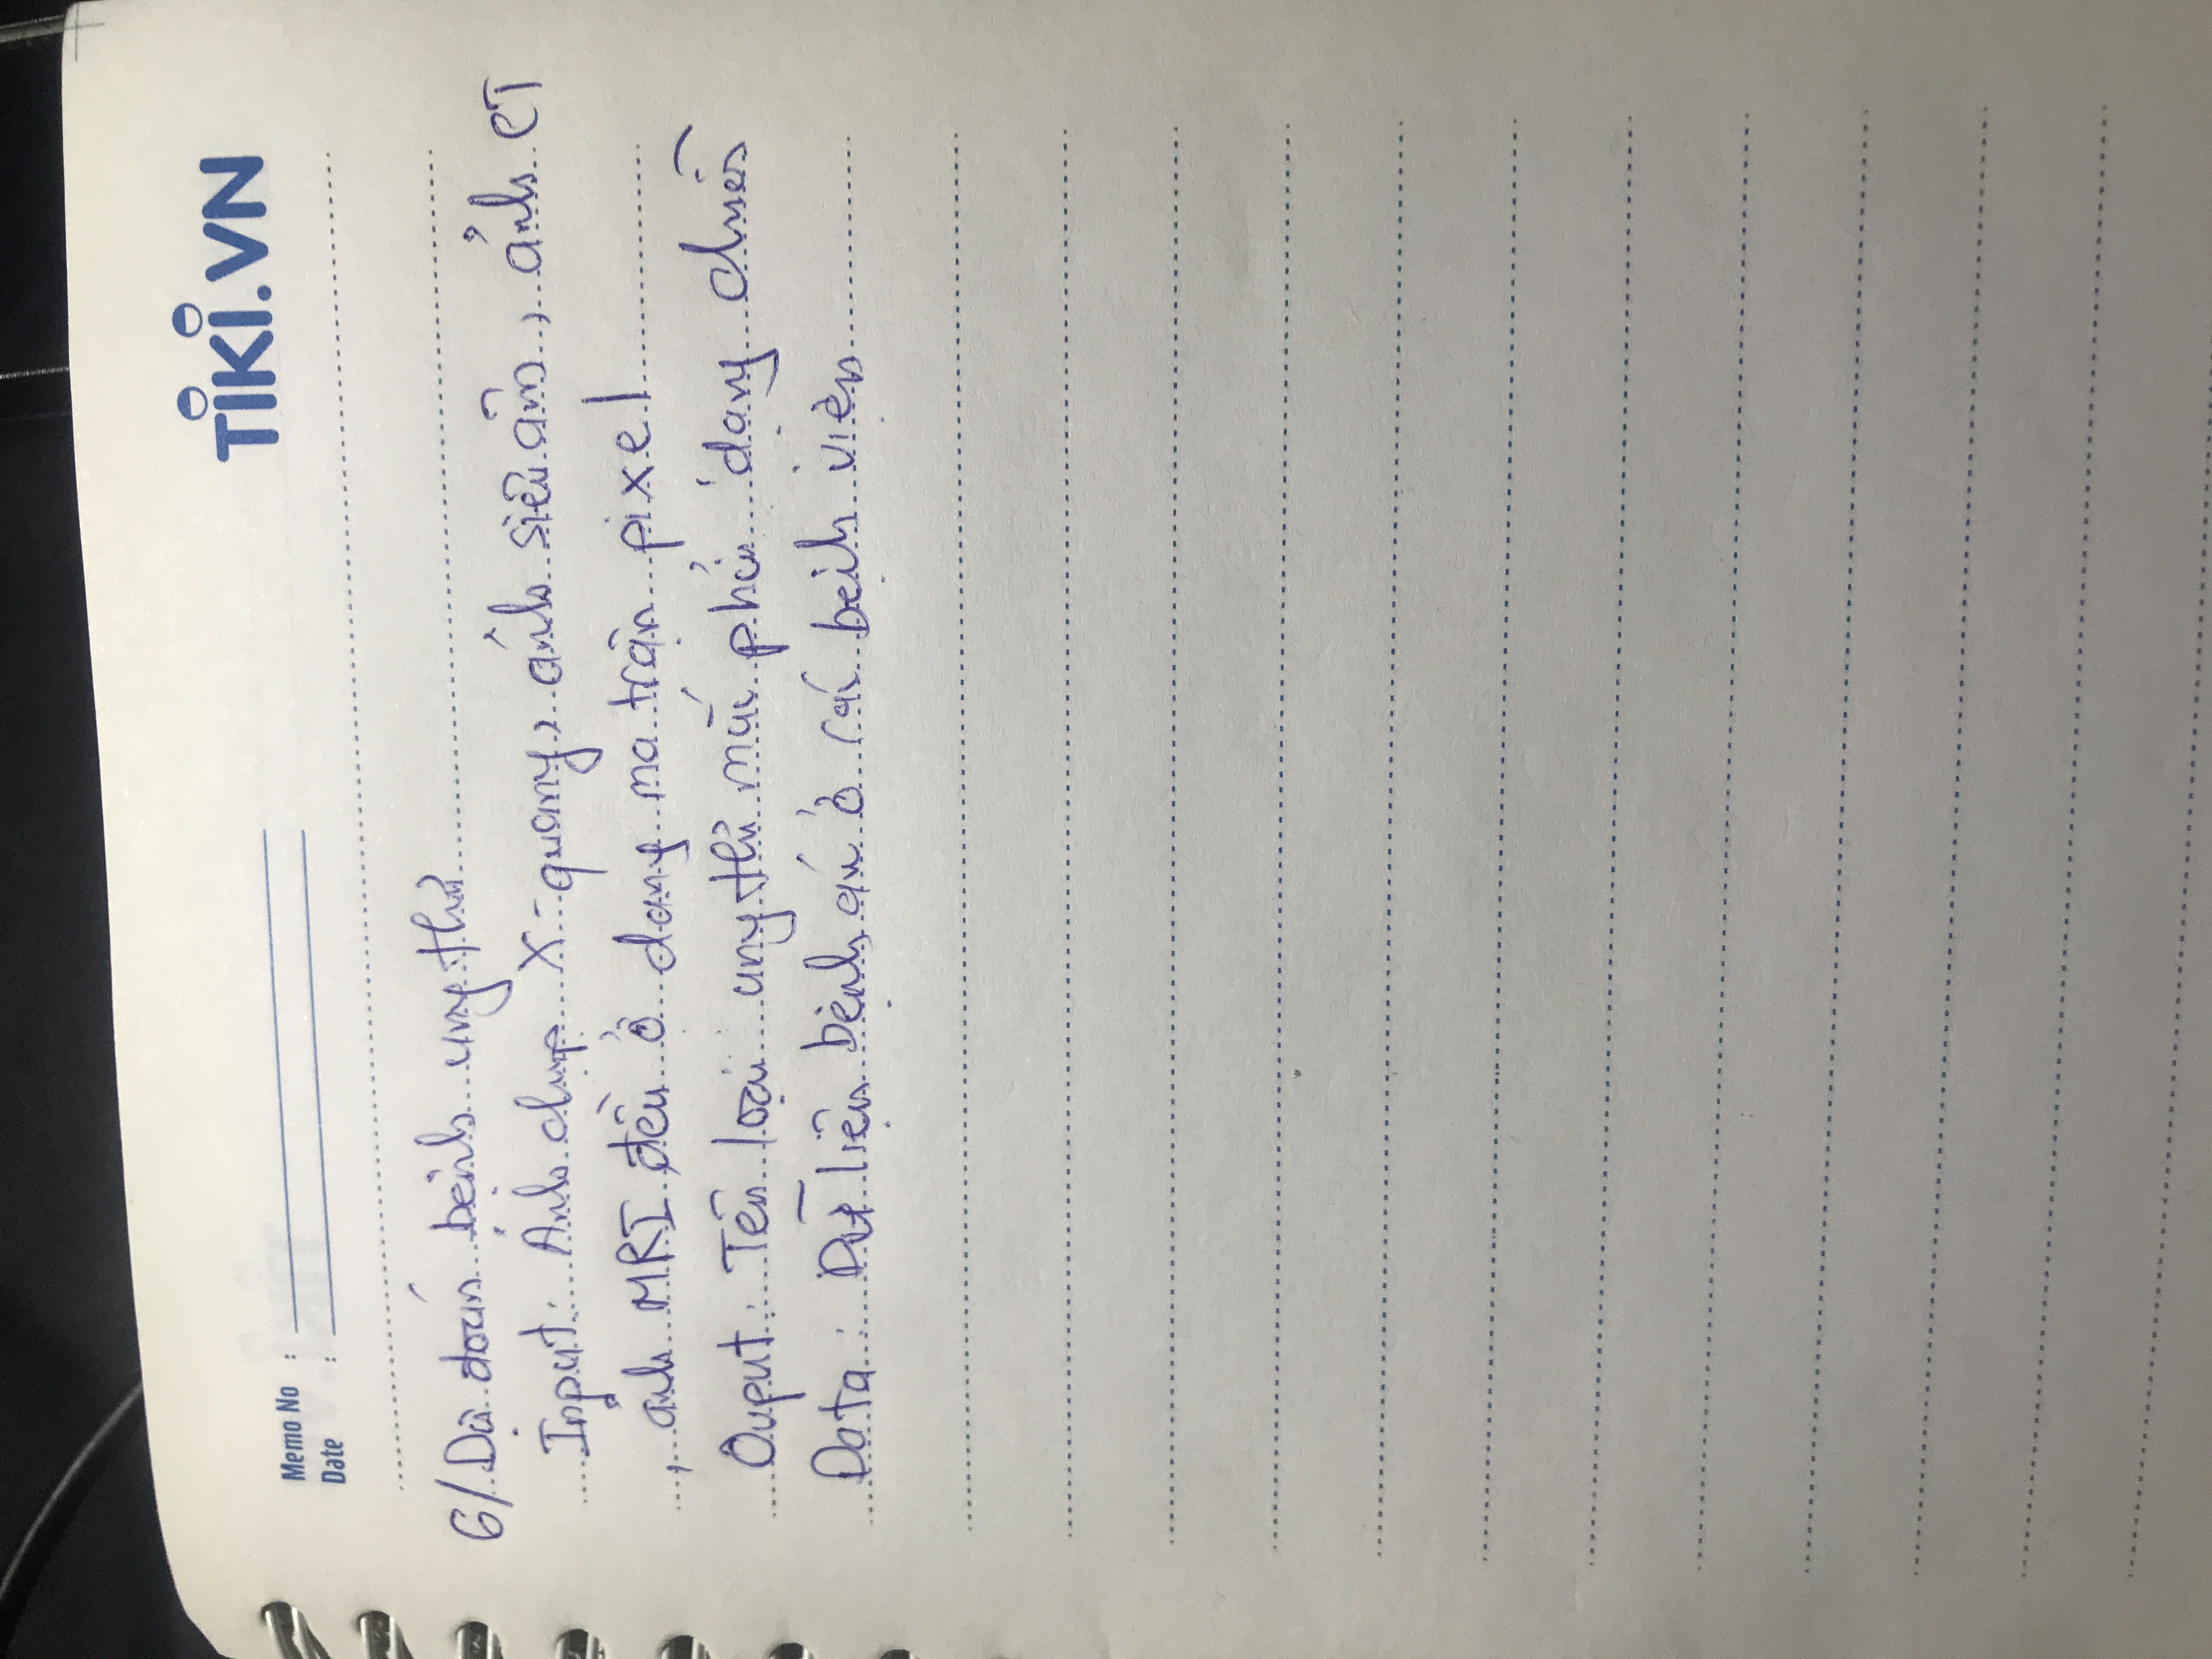 TiKi.VN
Memo No :
Date :
6/ Dự đoán bệnh ung thư
Input: Ảnh chụp X-quang, ảnh siêu âm, ảnh CT
, ảnh MRI đều ở dạng ma trận pixel
Ouput: Tên loại ung thư mắc phải dạng chuỗi
Data: Dữ liệu bệnh án ở các bệnh viện